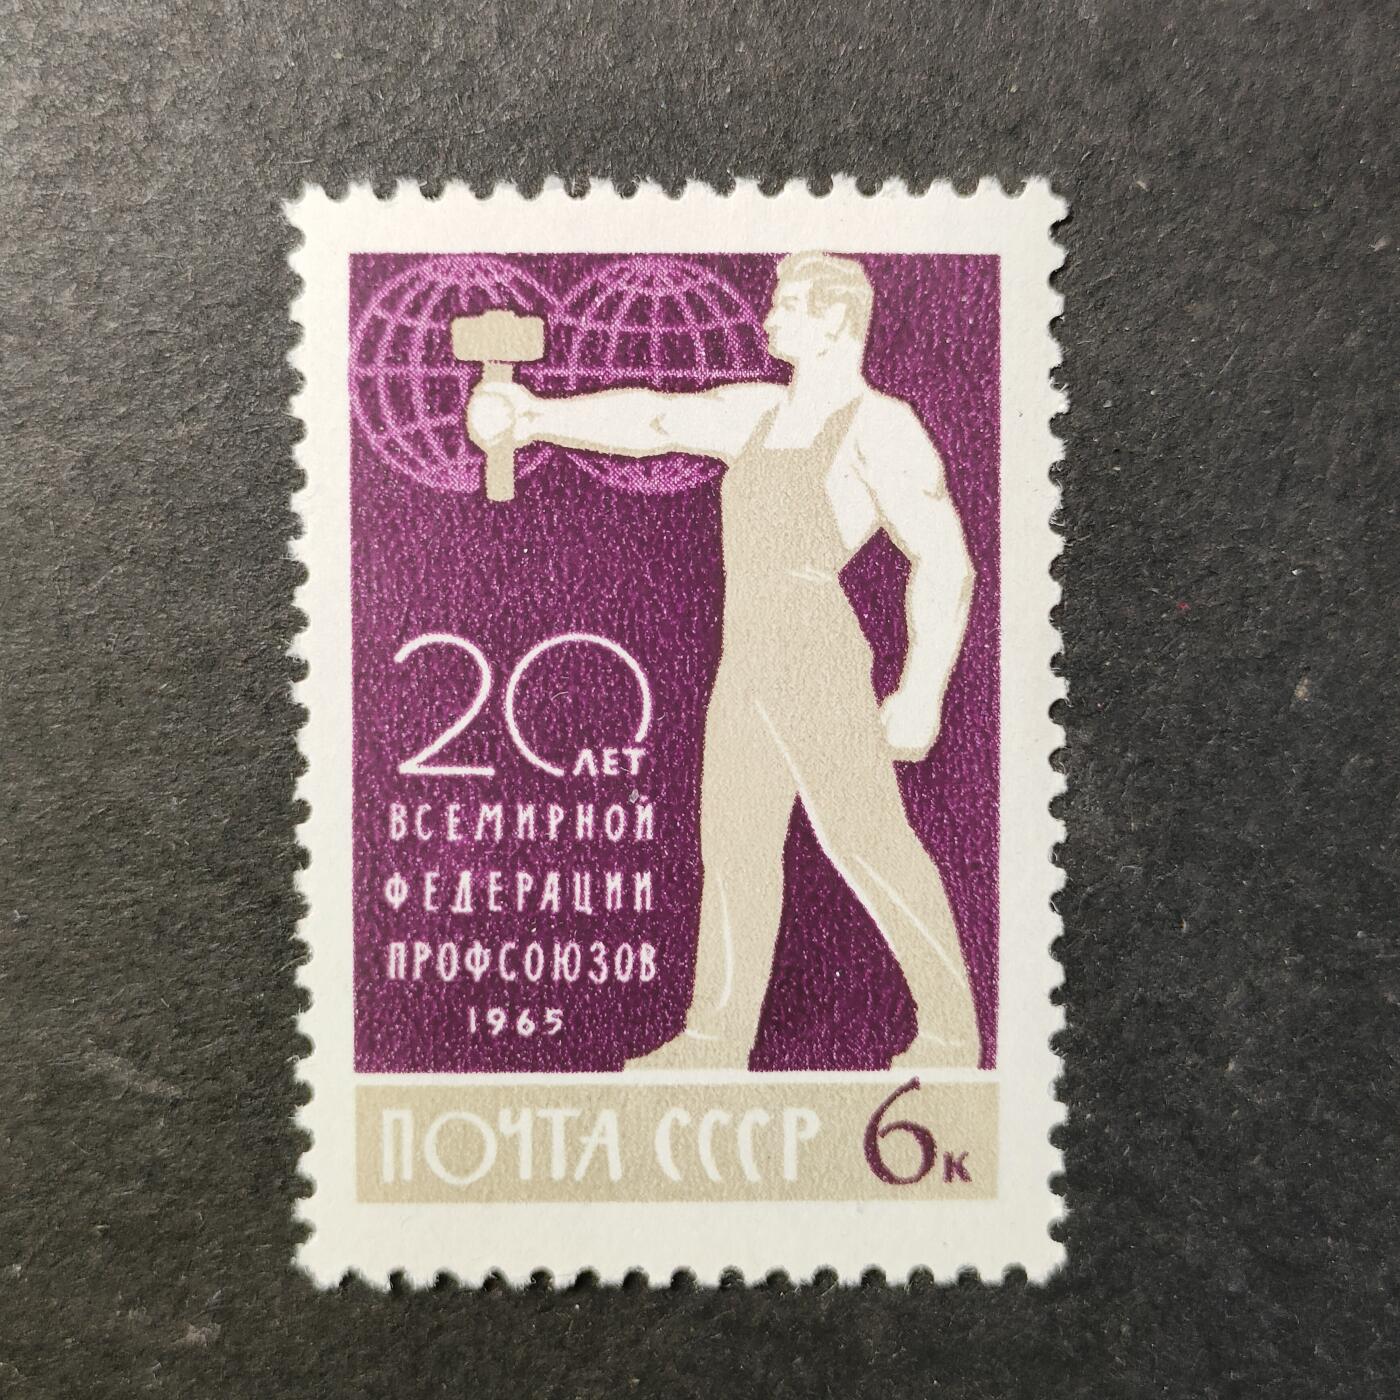 20 ЛЕТ
ВСЕМИРНОЙ
ФЕДЕРАЦИИ
ПРОФСОЮЗОВ
1965
ПОЧТА СССР 6К